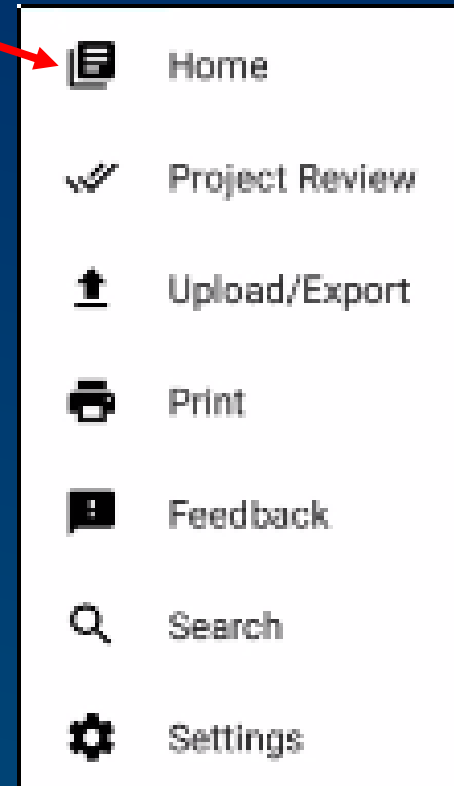 Home
Project Review
Upload/Export
Print
Feedback
Search
Settings